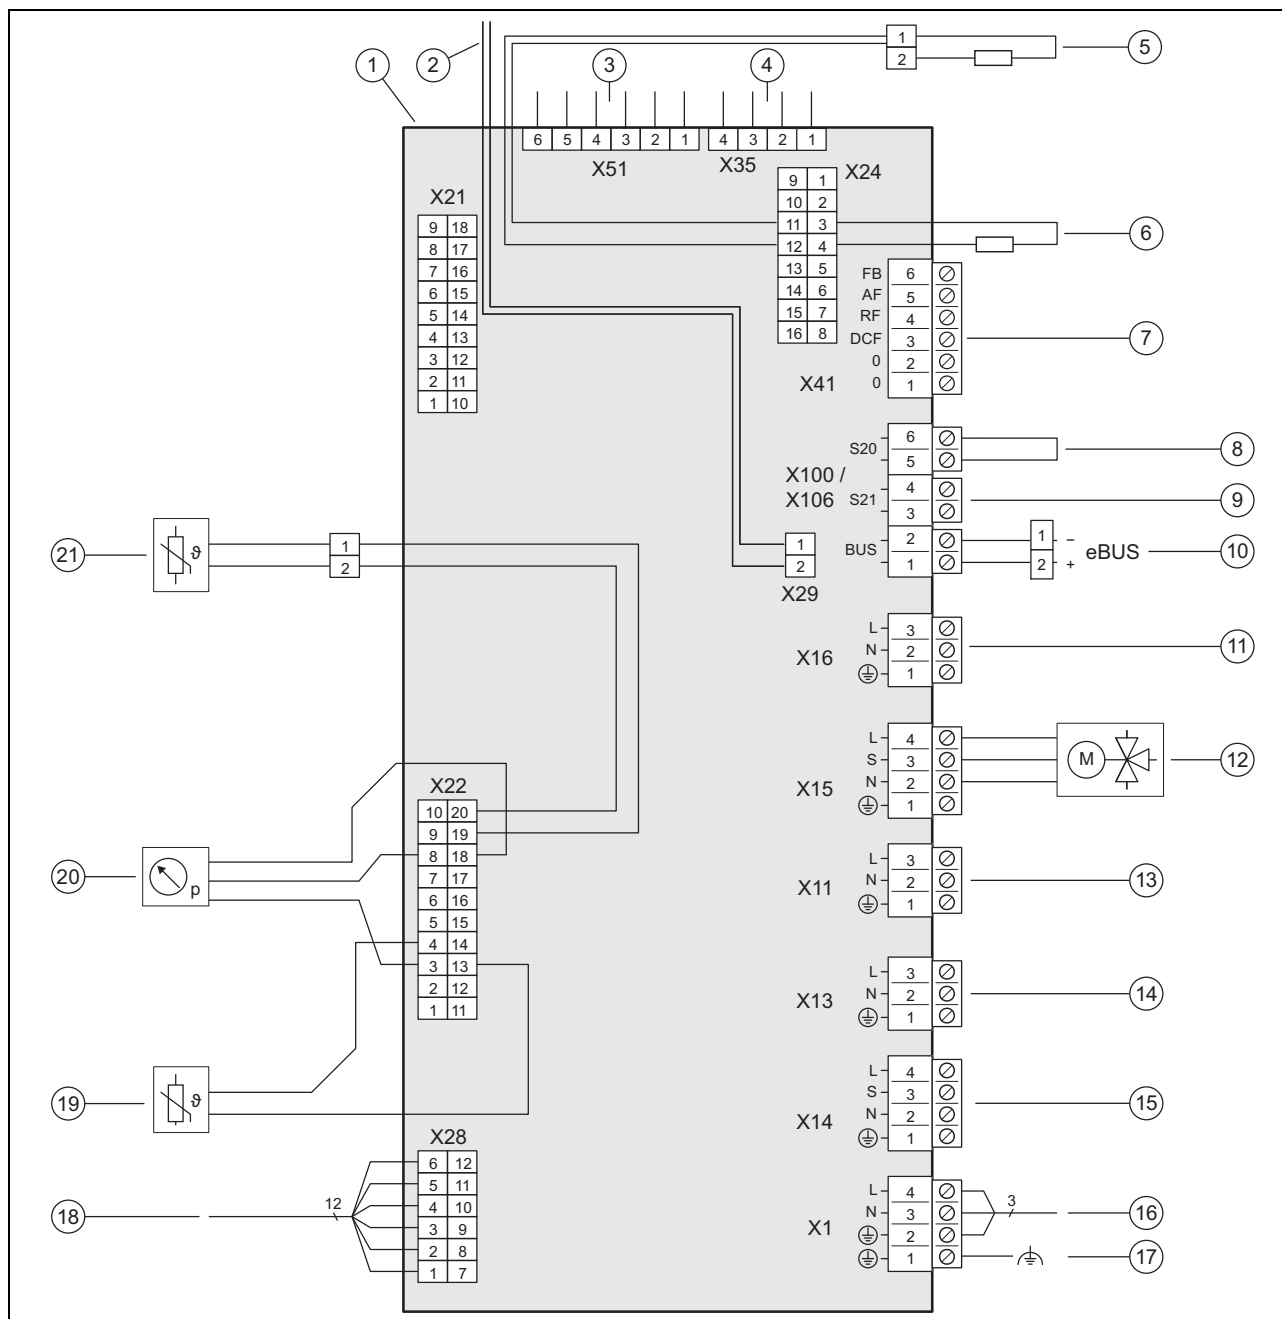 1
2
3
4
5
1
2
6 5 4 3 2 1
4 3 2 1
X51
X35
X24
9 1
10 2
11 3
12 4
13 5
14 6
15 7
16 8
6
X21
9 18
8 17
7 16
6 15
5 14
4 13
3 12
2 11
1 10
FB 6
AF 5
RF 4
DCF 3
0 2
0 1
X41
7
S20
6
5
8
X100 /
X106
S21
4
3
9
BUS
2
1
1 –
2 +
eBUS
10
1
2
X29
21
ϑ
1
2
X16
L 3
N 2
1
11
X15
L 4
S 3
N 2
1
M
12
X22
10 20
9 19
8 18
7 17
6 16
5 15
4 14
3 13
2 12
1 11
20
p
X11
L 3
N 2
1
13
X13
L 3
N 2
1
14
19
ϑ
X14
L 4
S 3
N 2
1
15
X28
6 12
5 11
4 10
3 9
2 8
1 7
18
12
X1
L 4
N 3
2
1
3
16
17